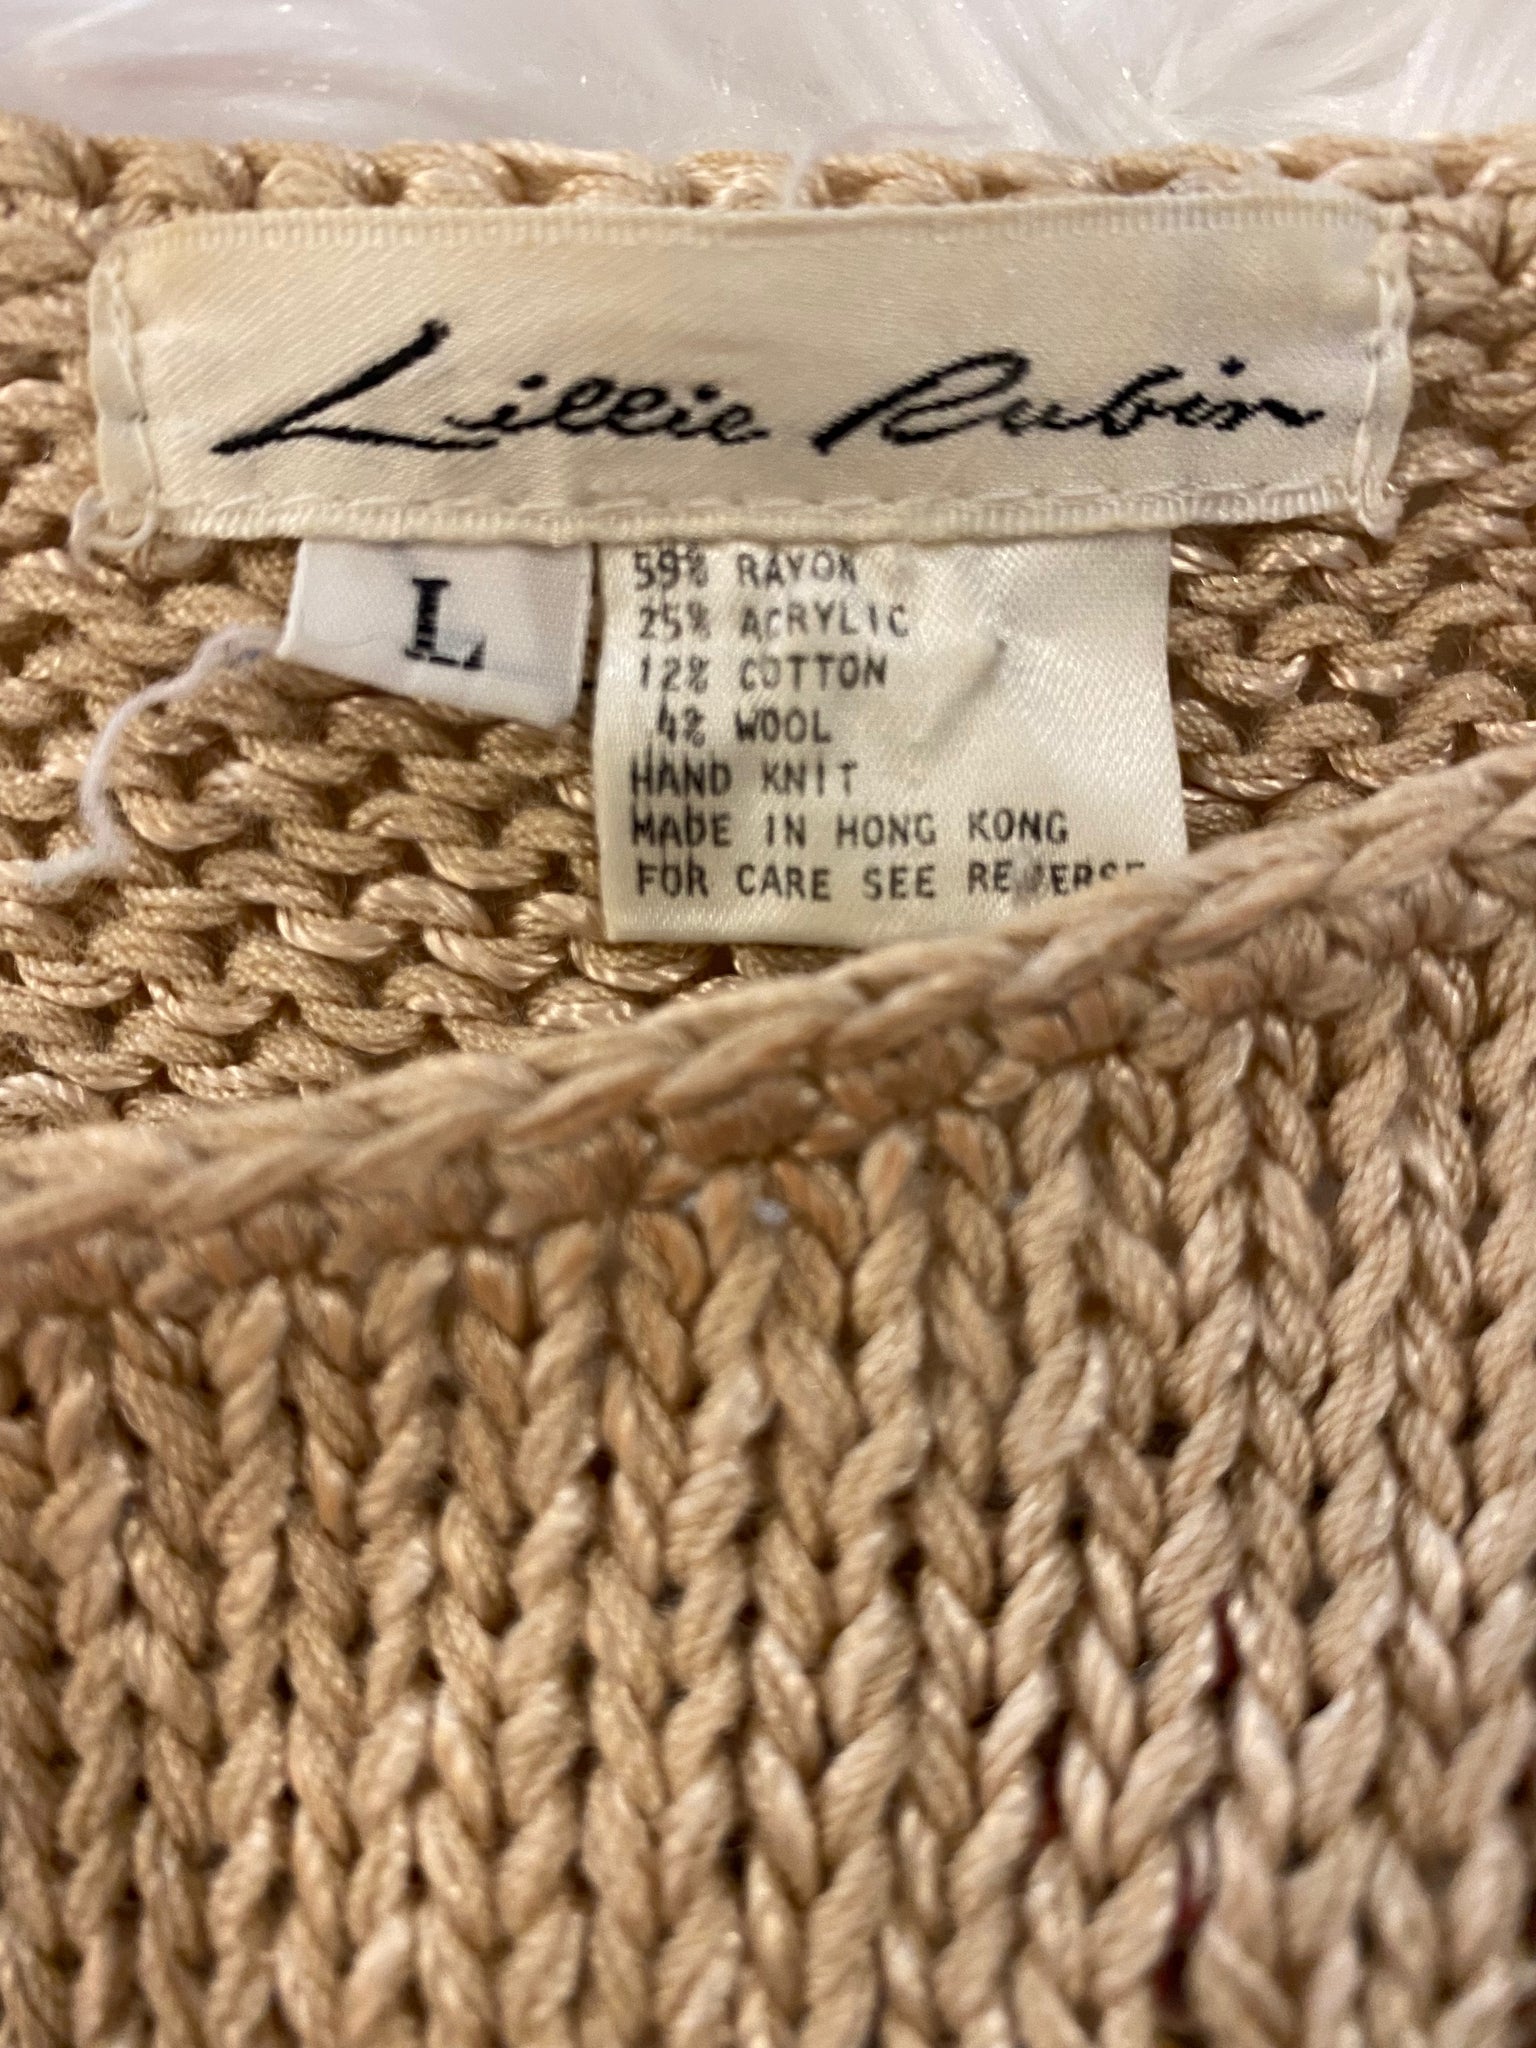 Lillie Rubin
L
59% RAYON
25% ACRYLIC
12% COTTON
4% WOOL
HAND KNIT
MADE IN HONG KONG
FOR CARE SEE REVERSE